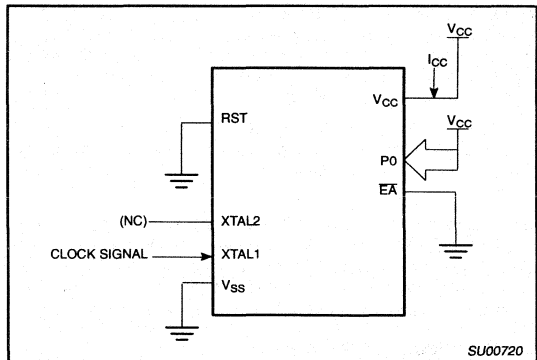 VCC
ICC
VCC
RST
VCC
P0
EA
(NC)
XTAL2
CLOCK SIGNAL
XTAL1
VSS
SU00720